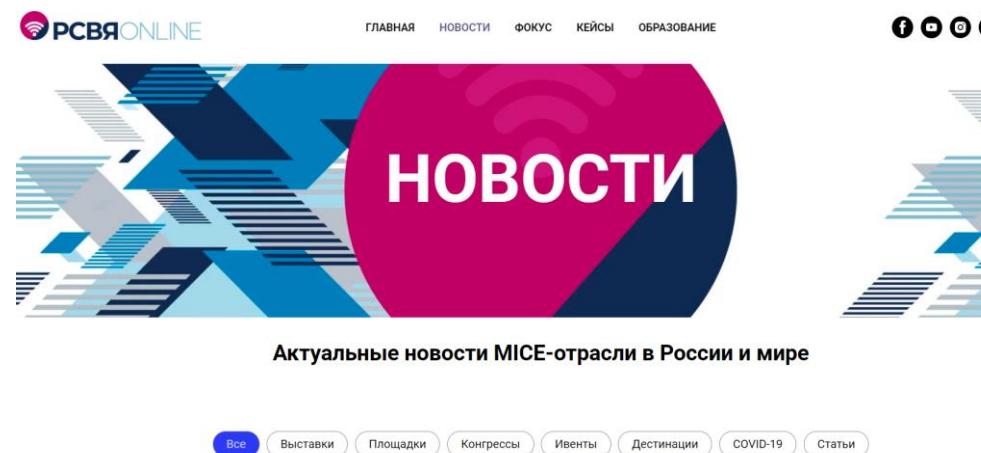 РСВЯONLINE
ГЛАВНАЯ НОВОСТИ ФОКУС КЕЙСЫ ОБРАЗОВАНИЕ
НОВОСТИ
Актуальные новости MICE-отрасли в России и мире
Все Выставки Площадки Конгрессы Ивенты Дестинации COVID-19 Статьи